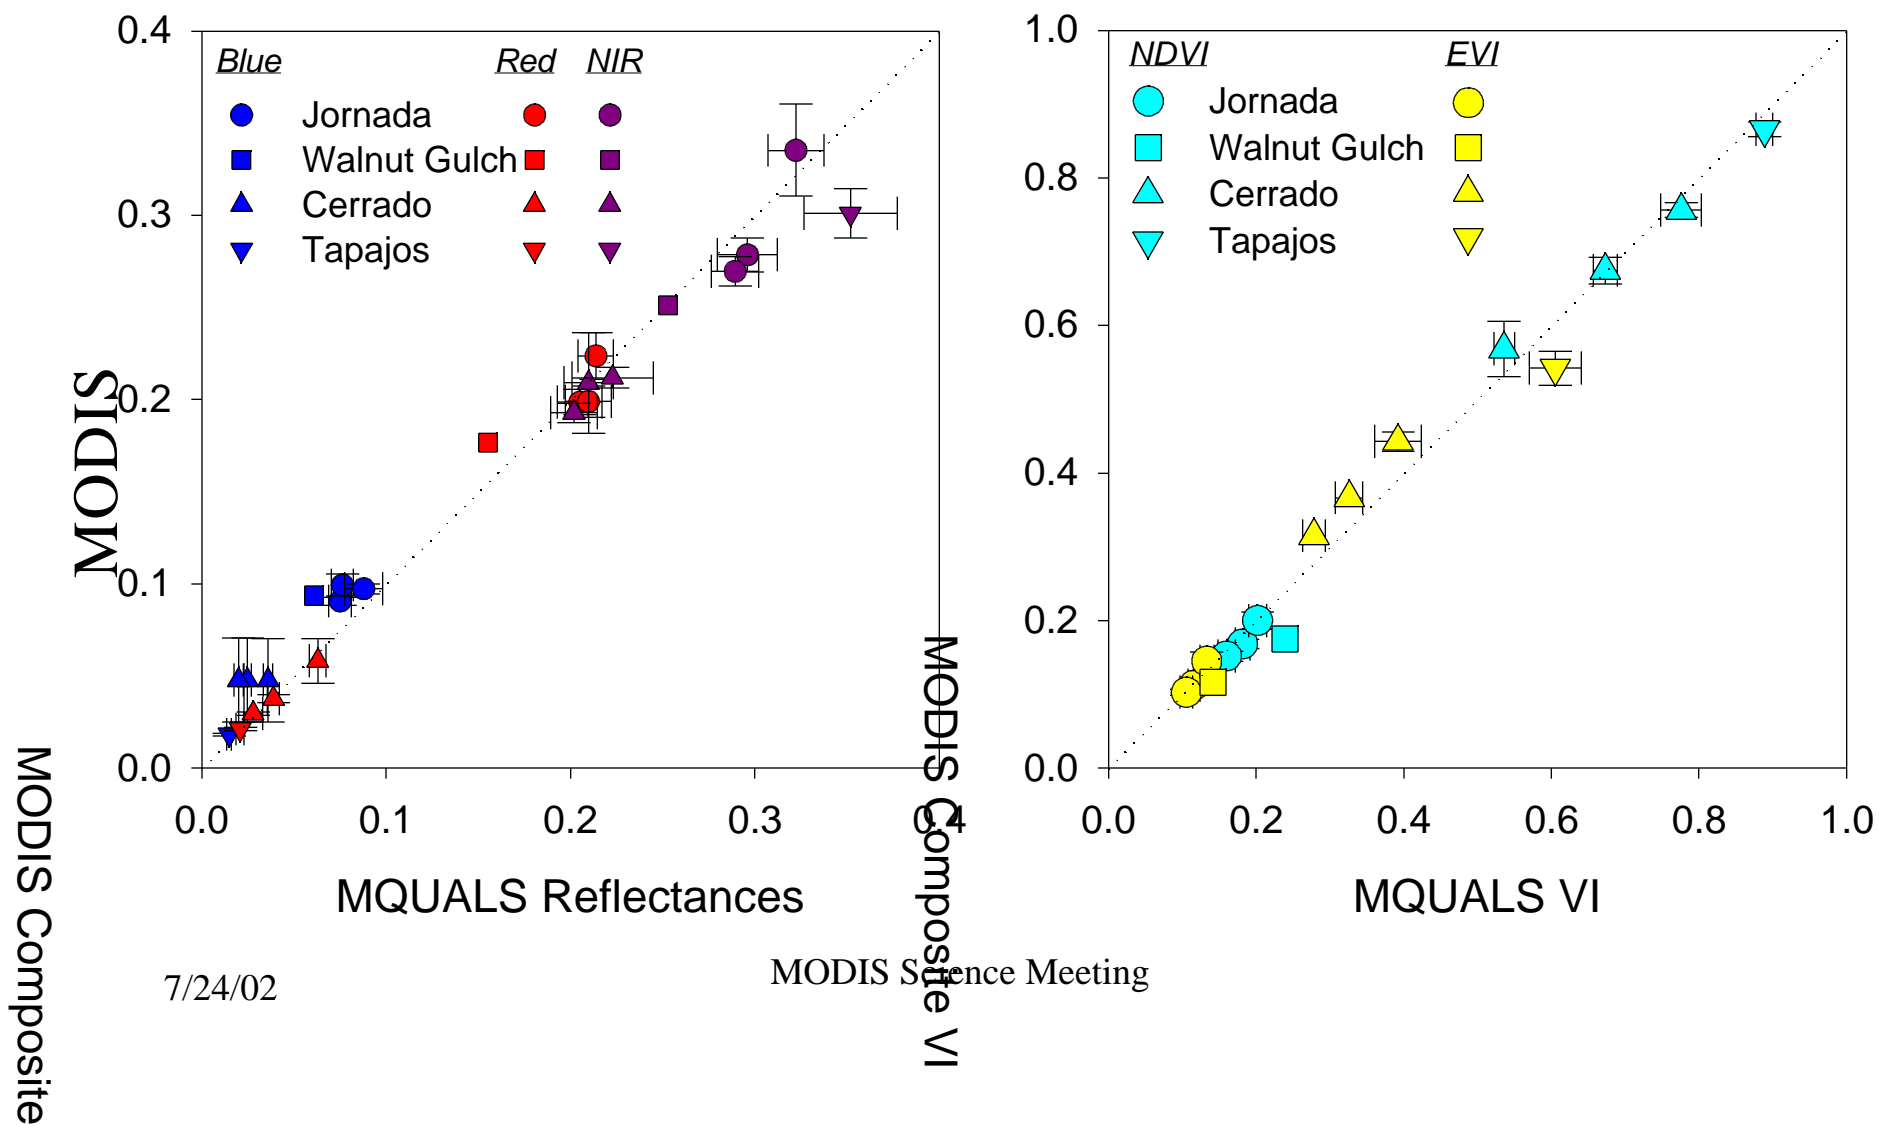 Blue Red NIR
Jornada
Walnut Gulch
Cerrado
Tapajos
0.4
0.3
0.2
0.1
0.0
0.0 0.1 0.2 0.3 0.4
MODIS
MODIS Composite
MQUALS Reflectances
NDVI EVI
Jornada
Walnut Gulch
Cerrado
Tapajos
1.0
0.8
0.6
0.4
0.2
0.0
0.0 0.2 0.4 0.6 0.8 1.0
MODIS Composite VI
MQUALS VI
7/24/02
MODIS Science Meeting